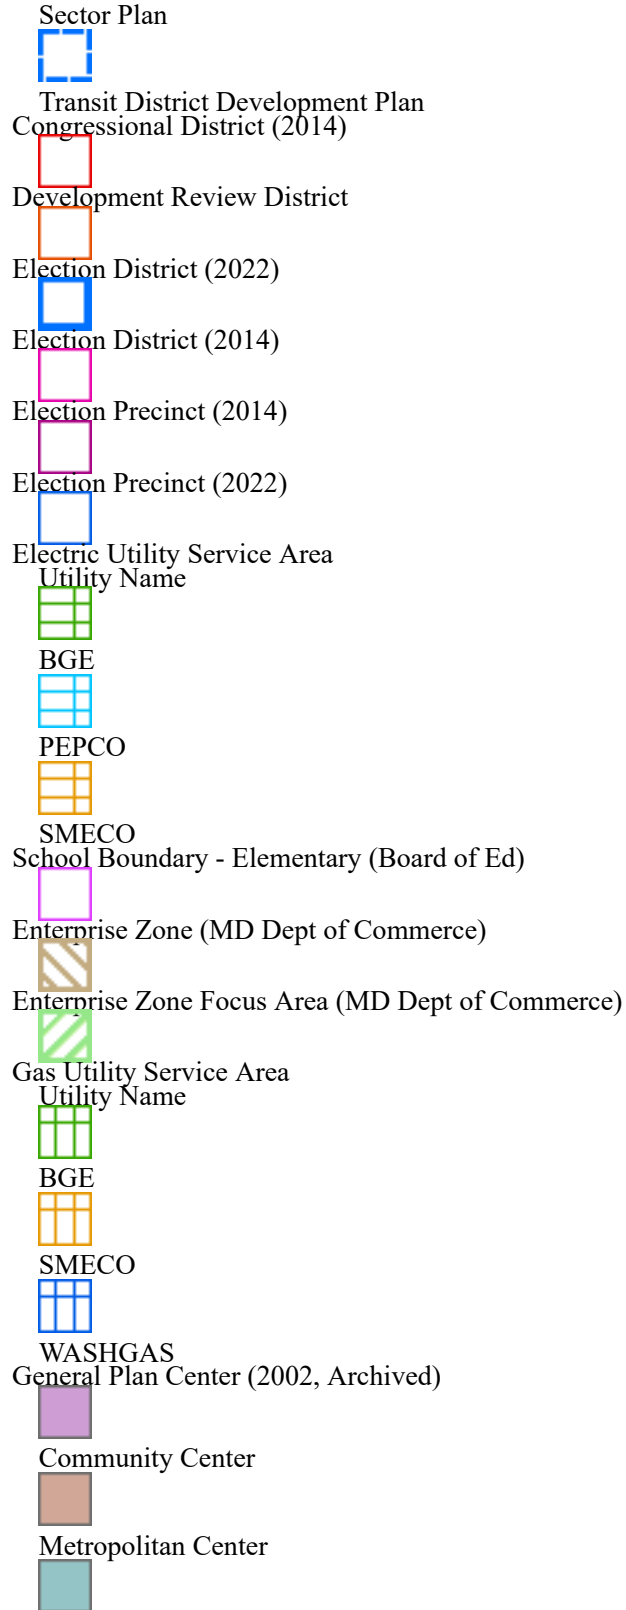 Sector Plan
Transit District Development Plan
Congressional District (2014)
Development Review District
Election District (2022)
Election District (2014)
Election Precinct (2014)
Election Precinct (2022)
Electric Utility Service Area
Utility Name
BGE
PEPCO
SMECO
School Boundary - Elementary (Board of Ed)
Enterprise Zone (MD Dept of Commerce)
Enterprise Zone Focus Area (MD Dept of Commerce)
Gas Utility Service Area
Utility Name
BGE
SMECO
WASHGAS
General Plan Center (2002, Archived)
Community Center
Metropolitan Center